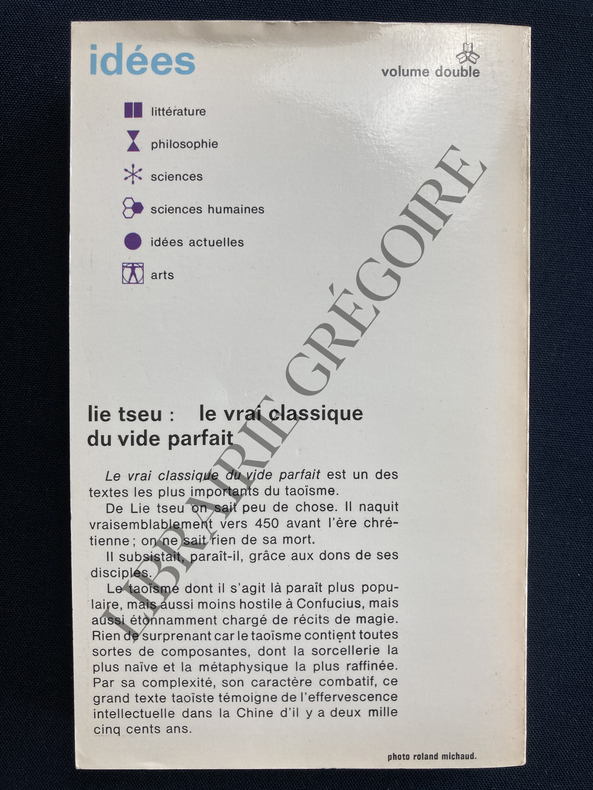 idées
volume double
littérature
philosophie
sciences
sciences humaines
idées actuelles
arts
lie tseu : le vrai classique
du vide parfait
Le vrai classique du vide parfait est un des
textes les plus importants du taoïsme.
De Lie tseu on sait peu de chose. Il naquit
vraisemblablement vers 450 avant l'ère chré-
tienne ; on ne sait rien de sa mort.
Il subsistait, paraît-il, grâce aux dons de ses
disciples.
Le taoïsme dont il s'agit là paraît plus popu-
laire, mais aussi moins hostile à Confucius, mais
aussi étonnamment chargé de récits de magie.
Rien de surprenant car le taoïsme contient toutes
sortes de composantes, dont la sorcellerie la
plus naïve et la métaphysique la plus raffinée.
Par sa complexité, son caractère combatif, ce
grand texte taoïste témoigne de l'effervescence
intellectuelle dans la Chine d'il y a deux mille
cinq cents ans.
photo roland michaud.
LIBRAIRIE GRÉGOIRE